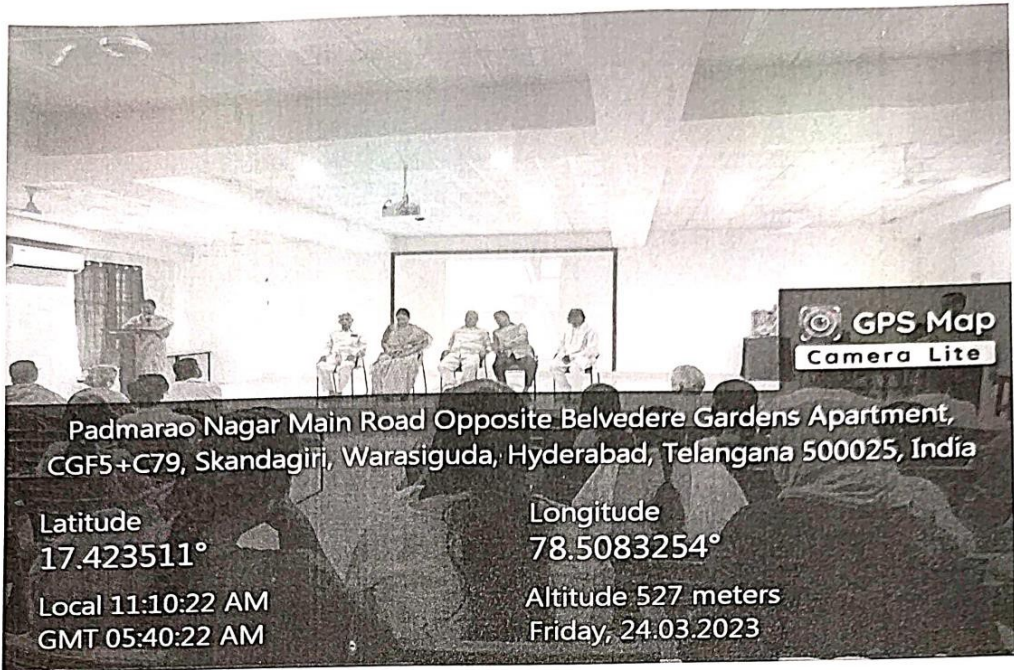 GPS Map
Camera Lite
Padmarao Nagar Main Road Opposite Belvedere Gardens Apartment,
CGF5+C79, Skandagiri, Warasiguda, Hyderabad, Telangana 500025, India
Latitude
17.423511°
Longitude
78.5083254°
Local 11:10:22 AM
GMT 05:40:22 AM
Altitude 527 meters
Friday, 24.03.2023